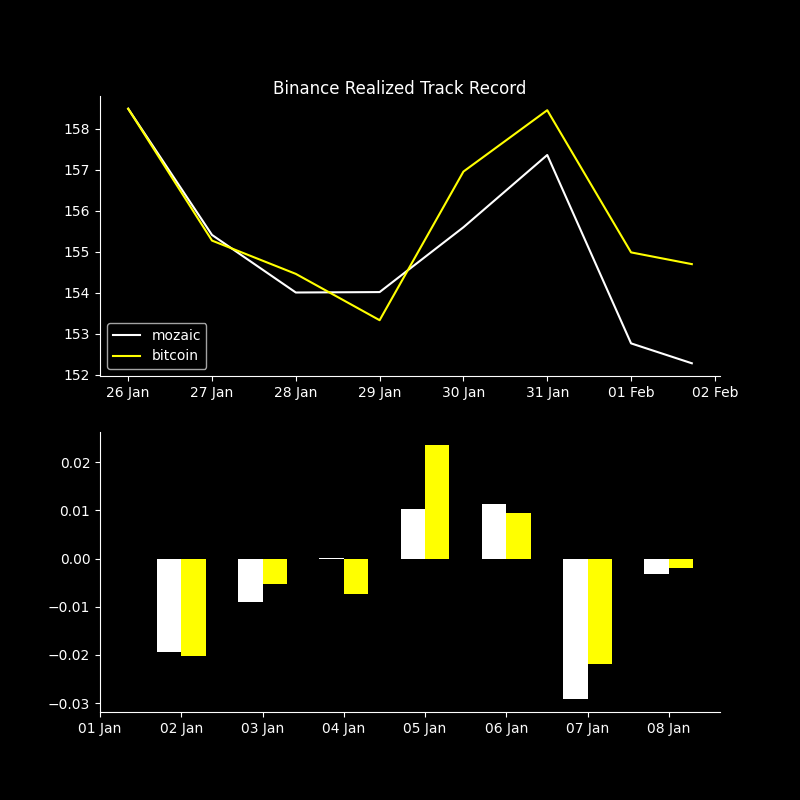 Binance Realized Track Record
158
157
156
155
154
153
152
mozaic
bitcoin
26 Jan 27 Jan 28 Jan 29 Jan 30 Jan 31 Jan 01 Feb 02 Feb
0.02
0.01
0.00
−0.01
−0.02
−0.03
01 Jan 02 Jan 03 Jan 04 Jan 05 Jan 06 Jan 07 Jan 08 Jan